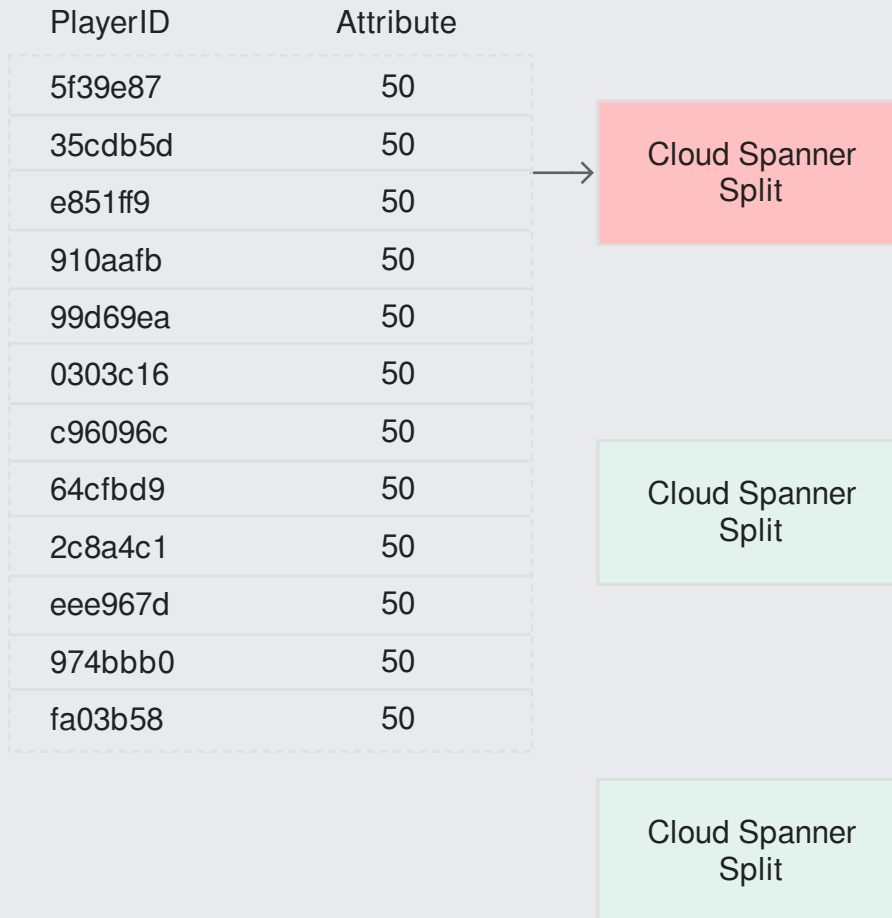 PlayerID Attribute
5f39e87 50
35cdb5d 50
e851ff9 50
910aafb 50
99d69ea 50
0303c16 50
c96096c 50
64cfbd9 50
2c8a4c1 50
eee967d 50
974bbb0 50
fa03b58 50
Cloud Spanner
Split
Cloud Spanner
Split
Cloud Spanner
Split